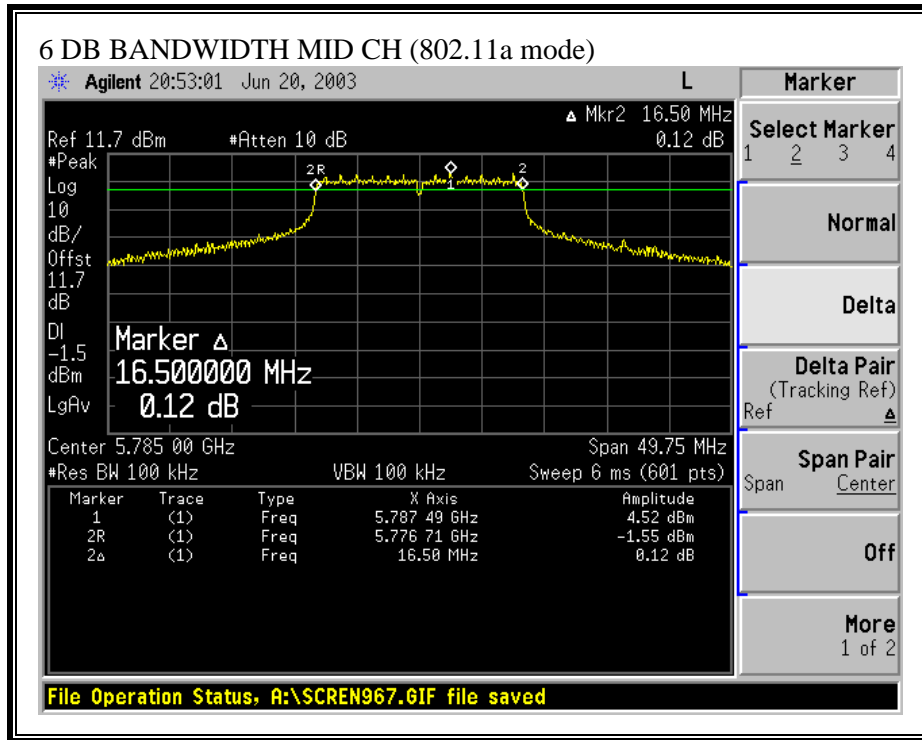 6 DB BANDWIDTH MID CH (802.11a mode)
Agilent 20:53:01 Jun 20, 2003 L
Marker
Δ Mkr2 16.50 MHz
Ref 11.7 dBm #Atten 10 dB 0.12 dB
Select Marker
1 2 3 4
#Peak
Log
10
dB/
Offst
11.7
dB
DI
-1.5
dBm
LgAv
2R
1
2
Marker Δ
16.500000 MHz
0.12 dB
Normal
Delta
Delta Pair
(Tracking Ref)
Ref Δ
Span Pair
Span Center
Off
More
1 of 2
Center 5.785 00 GHz Span 49.75 MHz
#Res BW 100 kHz VBW 100 kHz Sweep 6 ms (601 pts)
Marker Trace Type X Axis Amplitude
1 (1) Freq 5.787 49 GHz 4.52 dBm
2R (1) Freq 5.776 71 GHz -1.55 dBm
2Δ (1) Freq 16.50 MHz 0.12 dB
File Operation Status, A:\SCREN967.GIF file saved